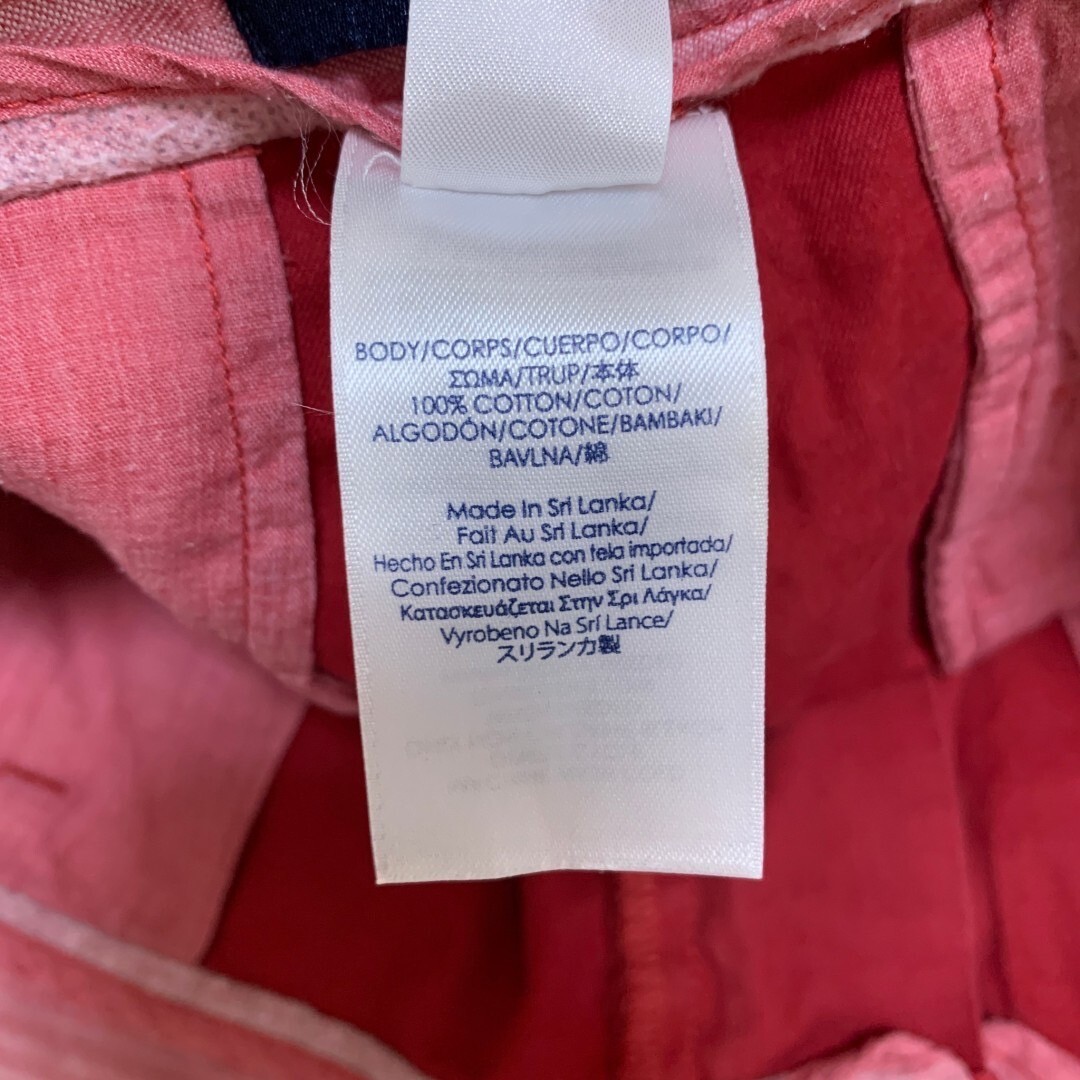 BODY/CORPS/CUERPO/CORPO/
ΣΩΜΑ/TRUP/本体
100% COTTON/COTON/
ALGODÓN/COTONE/BAMBAKI/
BAVLNA/綿
Made In Sri Lanka/
Fait Au Sri Lanka/
Hecho En Sri Lanka con tela importada/
Confezionato Nello Sri Lanka/
Κατασκευάζεται Στην Σρι Λάγκα/
Vyrobeno Na Srí Lance/
スリランカ製